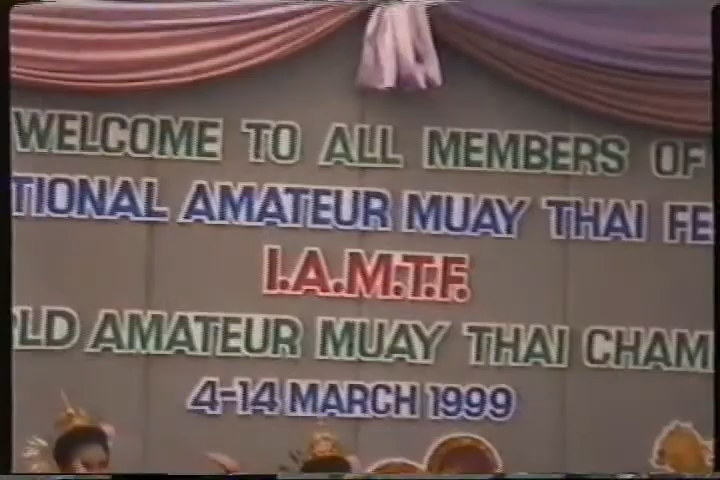 WELCOME TO ALL MEMBERS OF
TIONAL AMATEUR MUAY THAI FE
I.A.M.T.F.
LD AMATEUR MUAY THAI CHAM
4-14 MARCH 1999